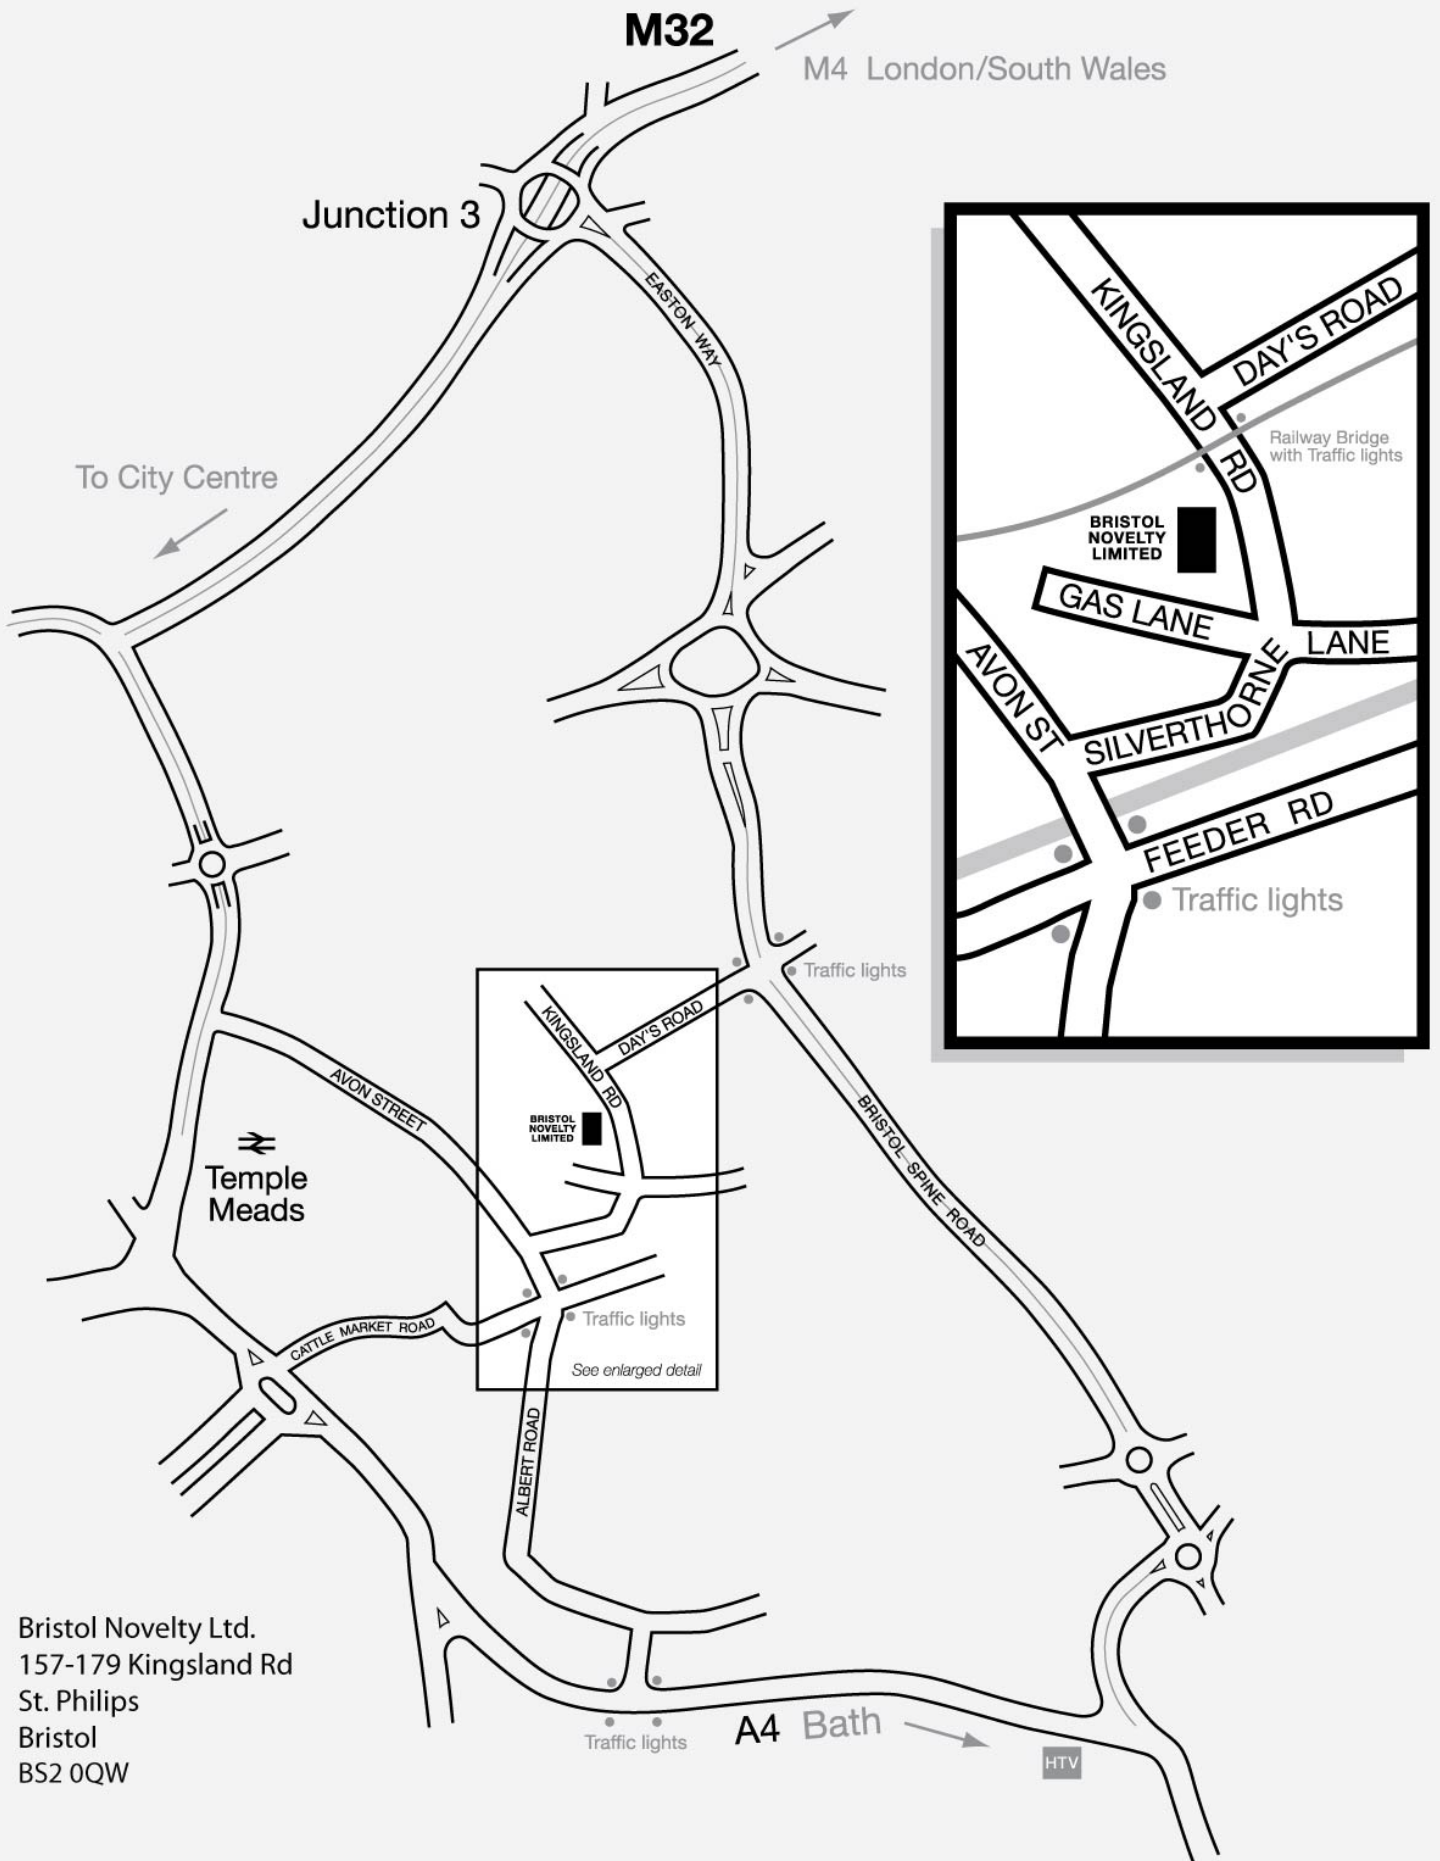 M32
M4 London/South Wales
Junction 3
EASTON WAY
To City Centre
KINGSLAND RD
DAY'S ROAD
Railway Bridge
with Traffic lights
BRISTOL
NOVELTY
LIMITED
GAS LANE
LANE
SILVERTHORNE
AVON ST
FEEDER RD
Traffic lights
Traffic lights
KINGSLAND RD
DAY'S ROAD
BRISTOL
NOVELTY
LIMITED
AVON STREET
BRISTOL SPINE ROAD
Temple
Meads
CATTLE MARKET ROAD
Traffic lights
See enlarged detail
ALBERT ROAD
Bristol Novelty Ltd.
157-179 Kingsland Rd
St. Philips
Bristol
BS2 0QW
Traffic lights
A4 Bath
HTV